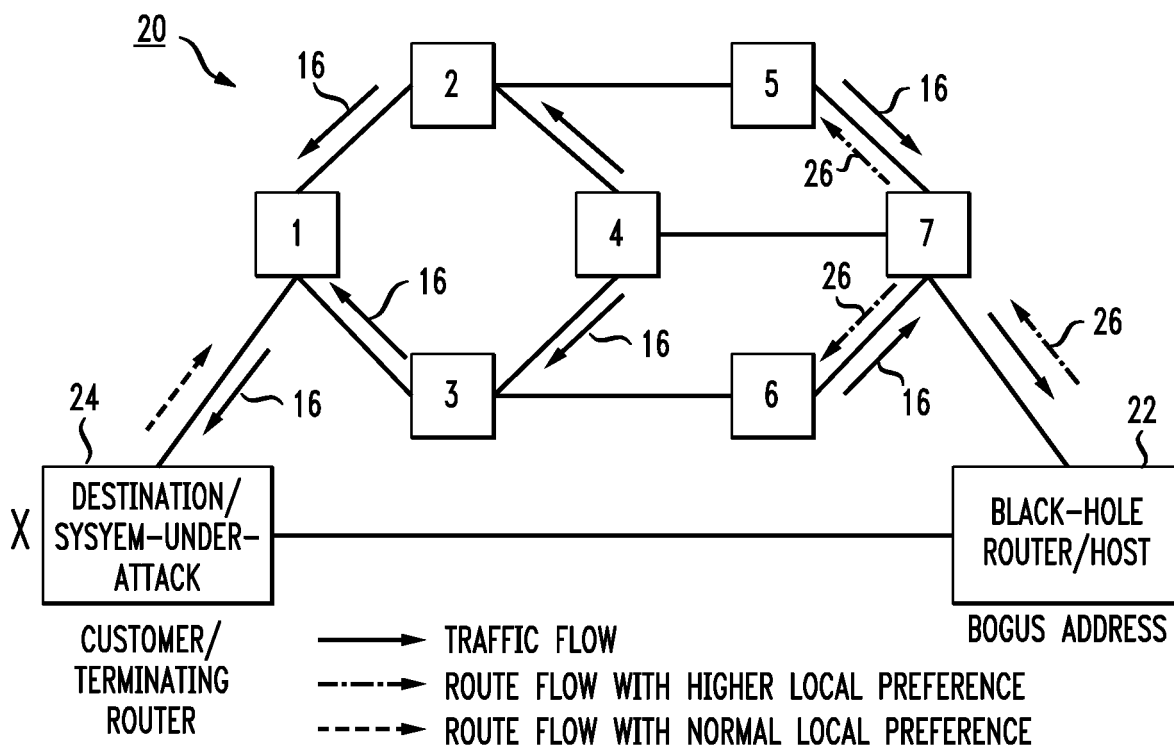 20
16
2
5
16
26
1
4
7
16
26
26
16
3
6
16
16
24
22
X
DESTINATION/
SYSYEM-UNDER-
ATTACK
BLACK-HOLE
ROUTER/HOST
CUSTOMER/
TERMINATING
ROUTER
BOGUS ADDRESS
TRAFFIC FLOW
ROUTE FLOW WITH HIGHER LOCAL PREFERENCE
ROUTE FLOW WITH NORMAL LOCAL PREFERENCE